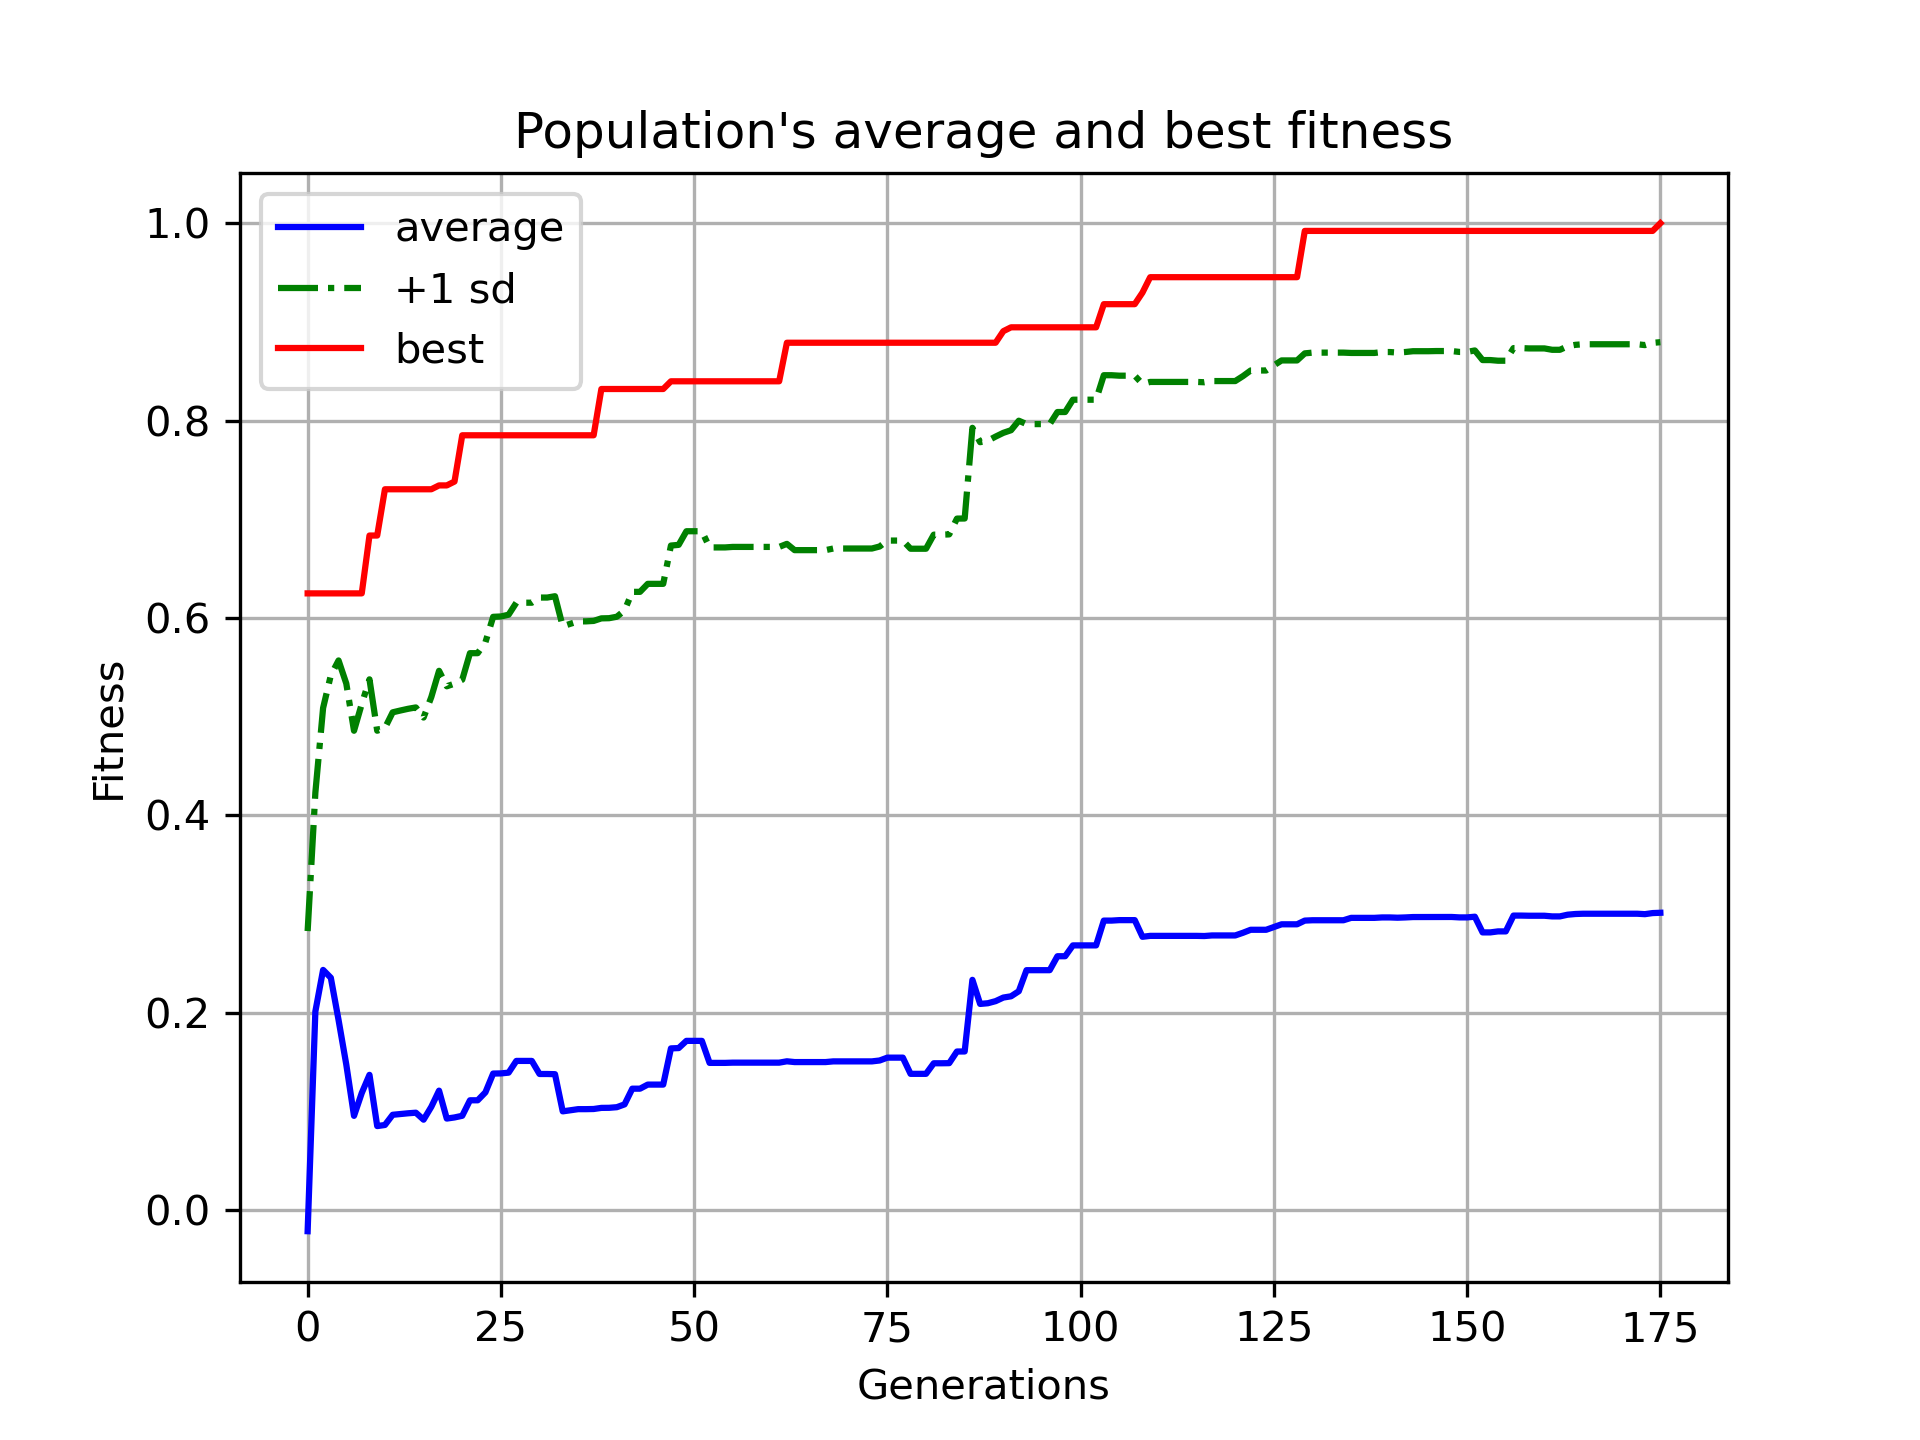 Population's average and best fitness
average
+1 sd
best
1.0
0.8
0.6
0.4
0.2
0.0
Fitness
0 25 50 75 100 125 150 175
Generations